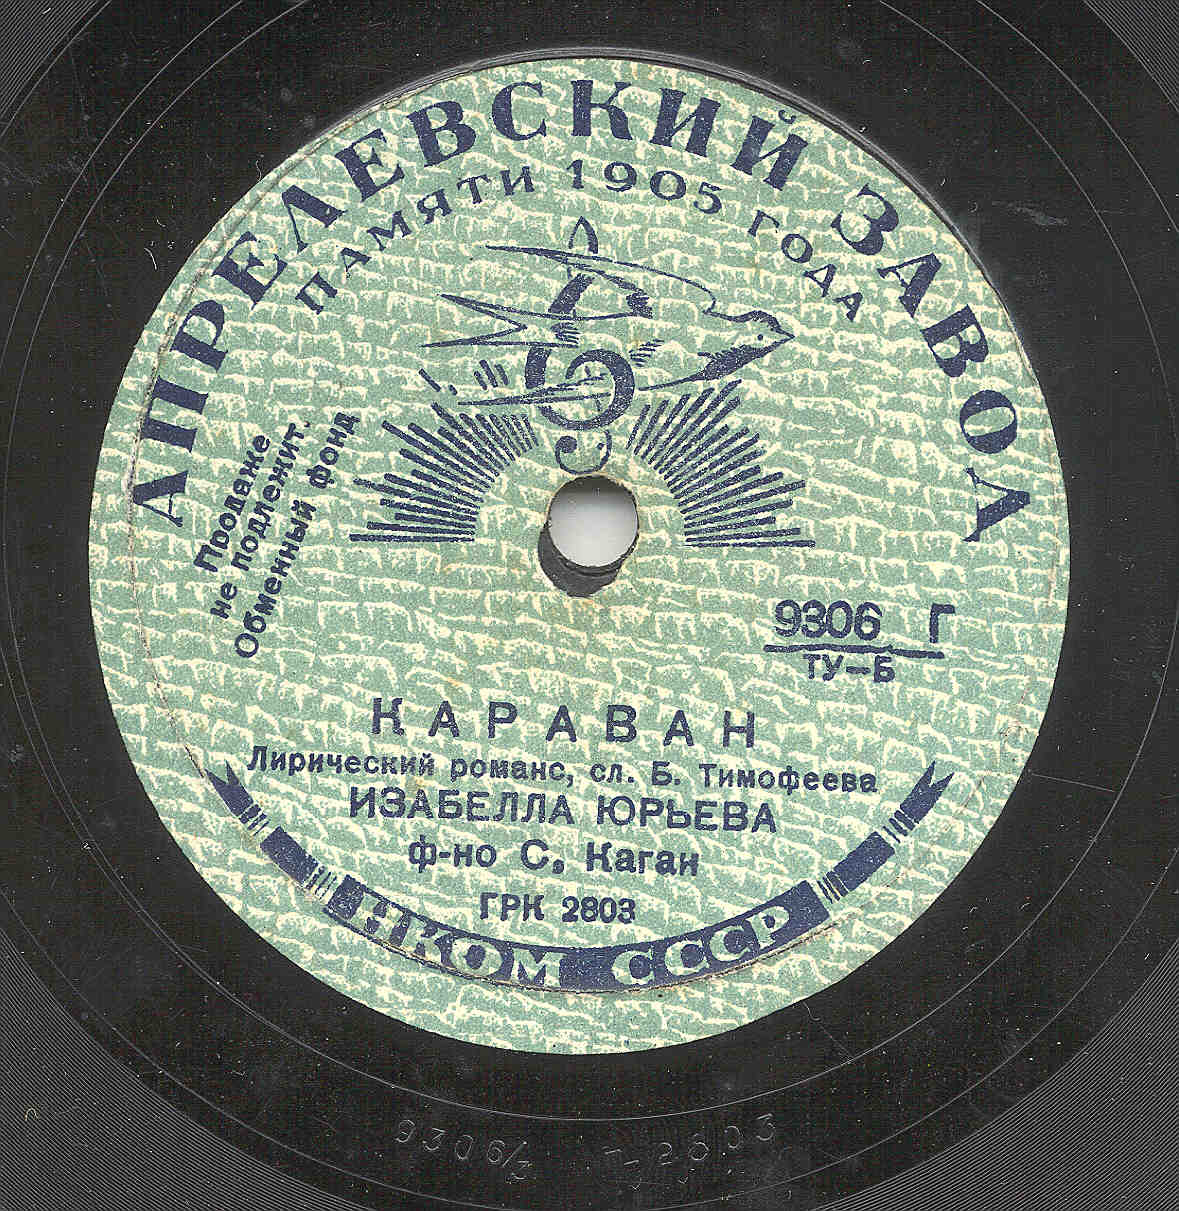 АПРЕЛЕВСКИЙ ЗАВОД
ПАМЯТИ 1905 ГОДА
Продаже
не подлежит.
Обменный фонд
9306 Г
ТУ—Б
КАРАВАН
Лирический романс, сл. Б. Тимофеева
ИЗАБЕЛЛА ЮРЬЕВА
ф-но С. Каган
ГРК 2803
НКОМ СССР
9306/3